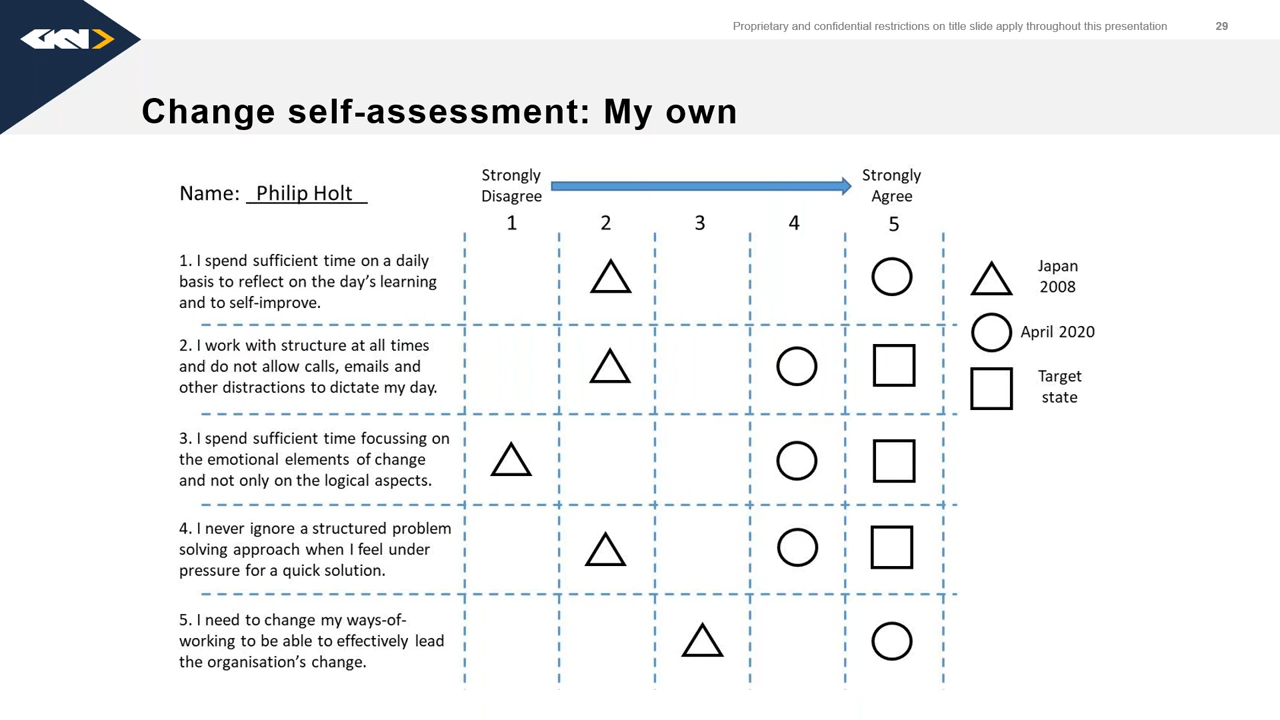 GKN
Proprietary and confidential restrictions on title slide apply throughout this presentation
29
Change self-assessment: My own
Name: Philip Holt
Strongly
Disagree
Strongly
Agree
1 2 3 4 5
1. I spend sufficient time on a daily
basis to reflect on the day's learning
and to self-improve.
2. I work with structure at all times
and do not allow calls, emails and
other distractions to dictate my day.
3. I spend sufficient time focussing on
the emotional elements of change
and not only on the logical aspects.
4. I never ignore a structured problem
solving approach when I feel under
pressure for a quick solution.
5. I need to change my ways-of-
working to be able to effectively lead
the organisation's change.
Japan
2008
April 2020
Target
state